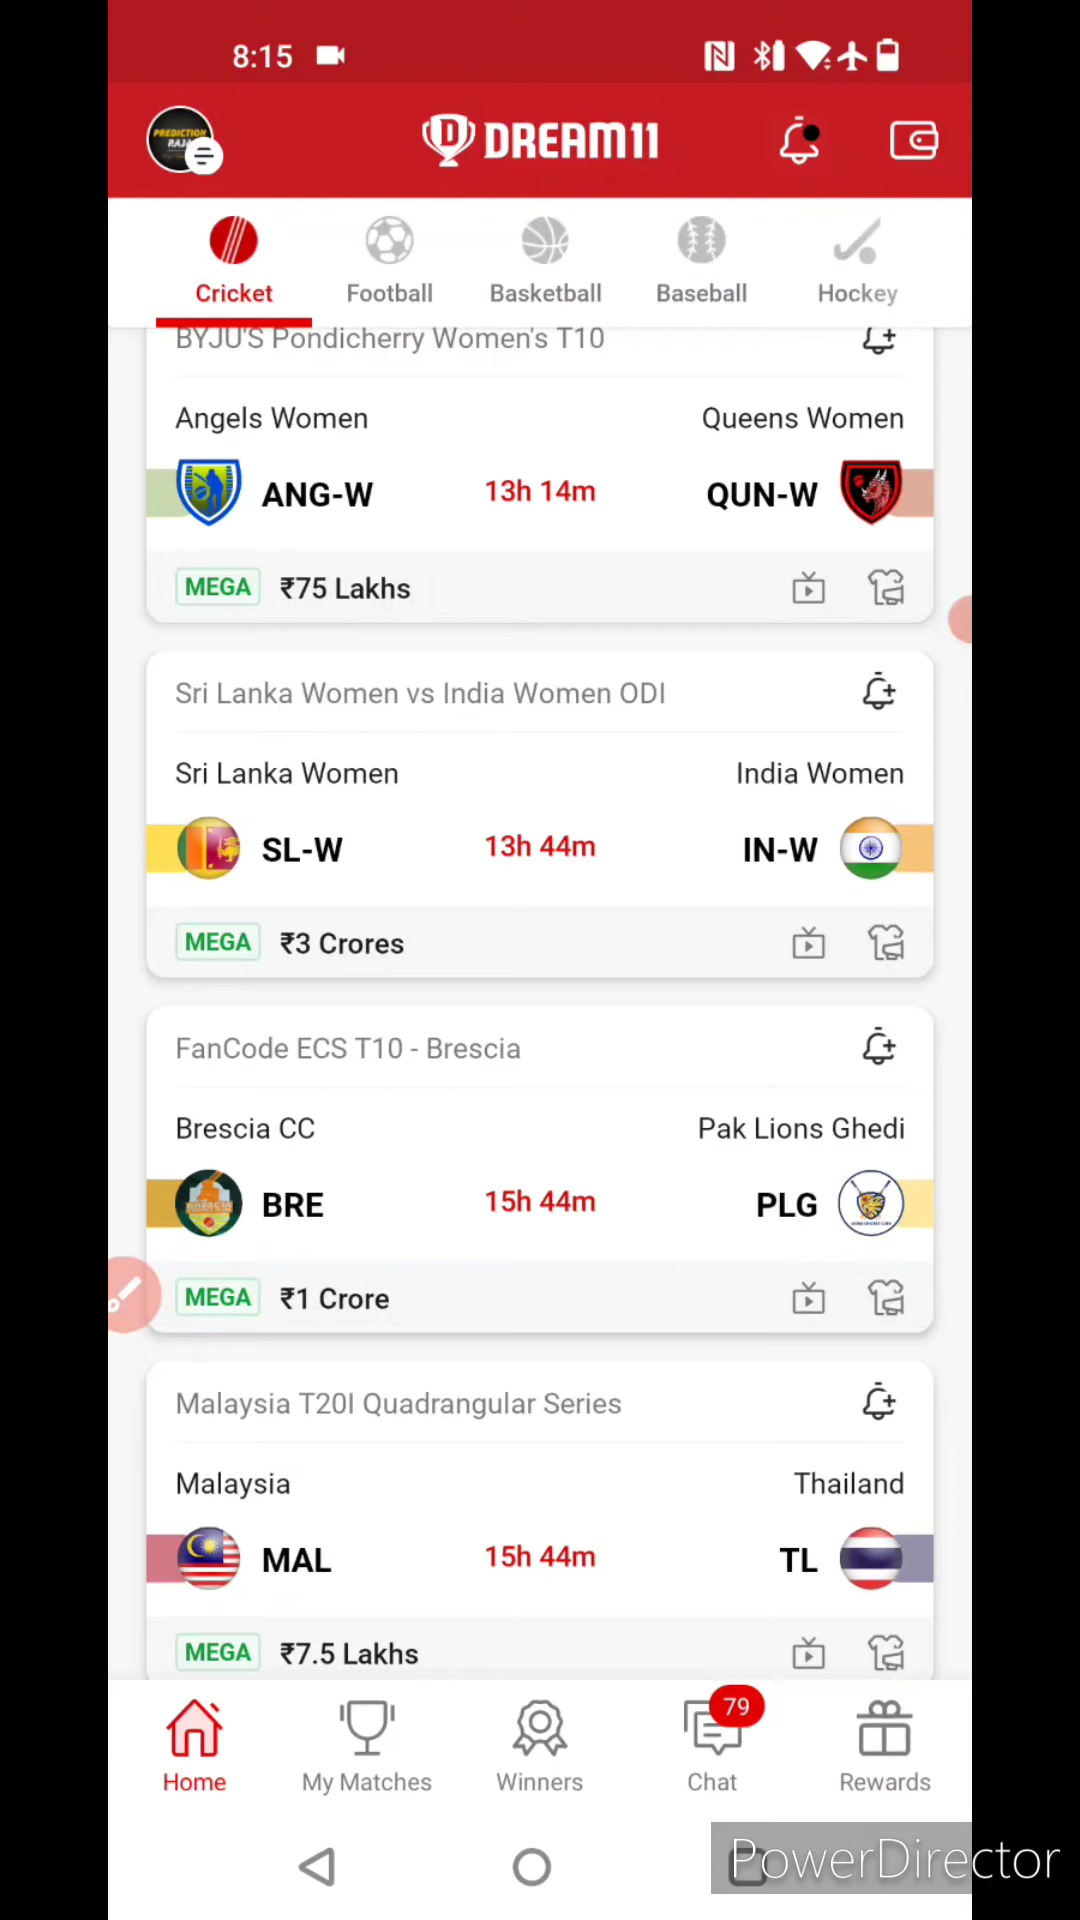 8:15
PREDICTION
RAJA
DREAM11
Cricket
Football
Basketball
Baseball
Hockey
BYJU'S Pondicherry Women's T10
Angels Women
Queens Women
ANG-W
13h 14m
QUN-W
MEGA
₹75 Lakhs
Sri Lanka Women vs India Women ODI
Sri Lanka Women
India Women
SL-W
13h 44m
IN-W
MEGA
₹3 Crores
FanCode ECS T10 - Brescia
Brescia CC
Pak Lions Ghedi
BRE
15h 44m
PLG
MEGA
₹1 Crore
Malaysia T20I Quadrangular Series
Malaysia
Thailand
MAL
15h 44m
TL
MEGA
₹7.5 Lakhs
79
Home
My Matches
Winners
Chat
Rewards
PowerDirector